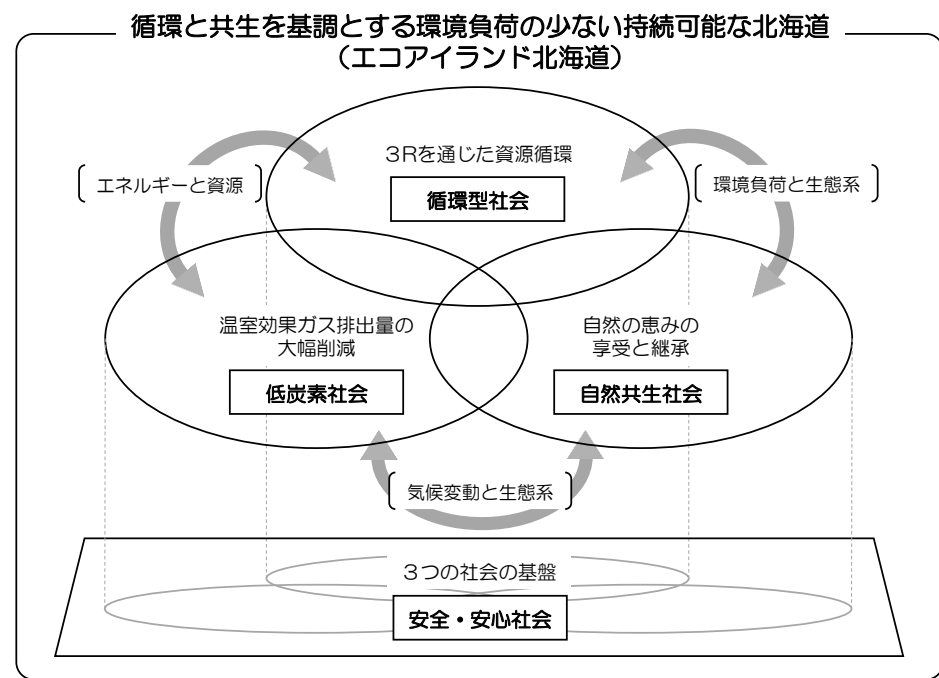 循環と共生を基調とする環境負荷の少ない持続可能な北海道
（エコアイランド北海道）
3Rを通じた資源循環
循環型社会
エネルギーと資源
環境負荷と生態系
温室効果ガス排出量の
大幅削減
低炭素社会
自然の恵みの
享受と継承
自然共生社会
気候変動と生態系
3つの社会の基盤
安全・安心社会